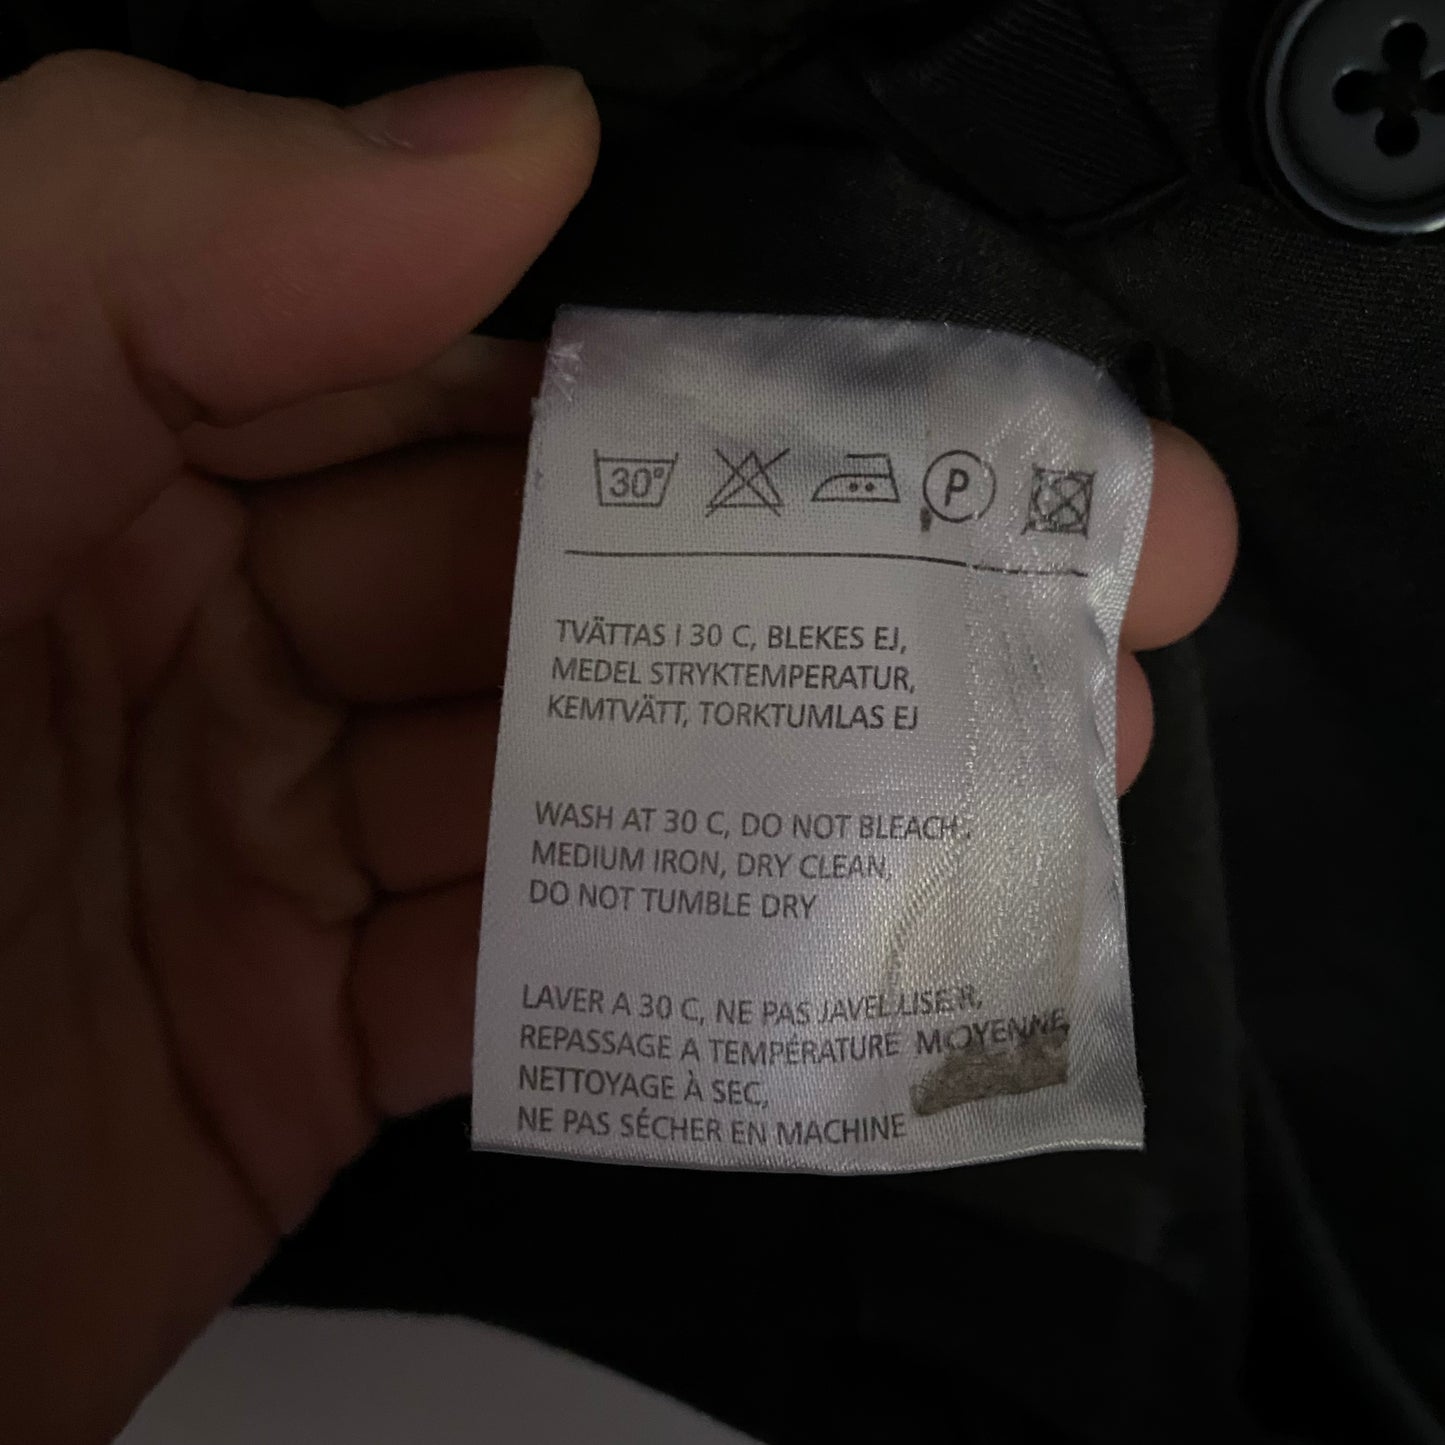 30°
P
TVÄTTAS I 30 C, BLEKES EJ,
MEDEL STRYKTEMPERATUR,
KEMTVÄTT, TORKTUMLAS EJ
WASH AT 30 C, DO NOT BLEACH,
MEDIUM IRON, DRY CLEAN,
DO NOT TUMBLE DRY
LAVER A 30 C, NE PAS JAVELLISER,
REPASSAGE A TEMPÉRATURE MOYENNE,
NETTOYAGE À SEC,
NE PAS SÉCHER EN MACHINE